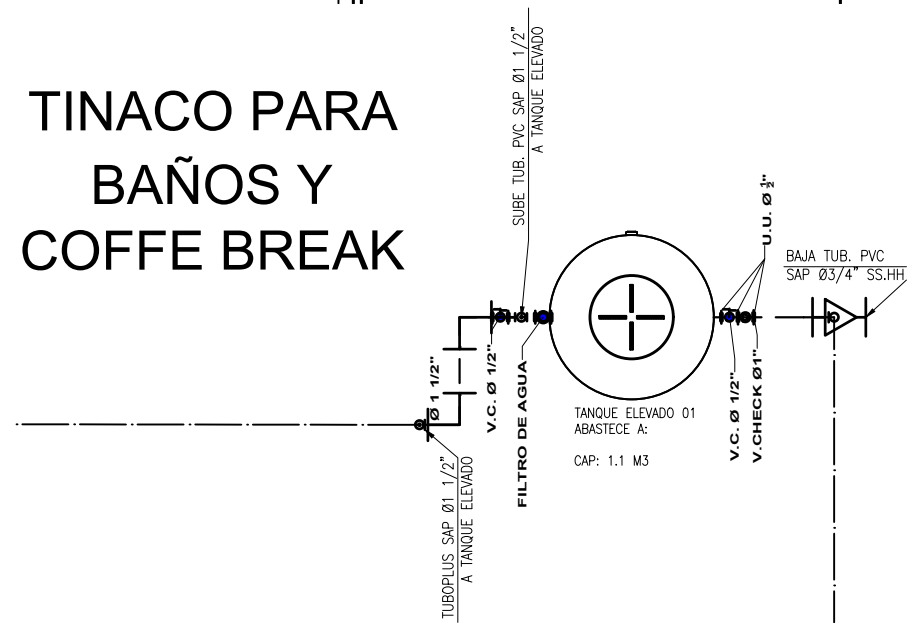 TINACO PARA
BAÑOS Y
COFFE BREAK
SUBE TUB. PVC SAP Ø1 1/2"
A TANQUE ELEVADO
U.U. Ø ½"
BAJA TUB. PVC
SAP Ø3/4" SS.HH
Ø 1 1/2"
V.C. Ø 1/2"
FILTRO DE AGUA
TANQUE ELEVADO 01
ABASTECE A:
CAP: 1.1 M3
V.C. Ø 1/2"
V.CHECK Ø1"
TUBOPLUS SAP Ø1 1/2"
A TANQUE ELEVADO